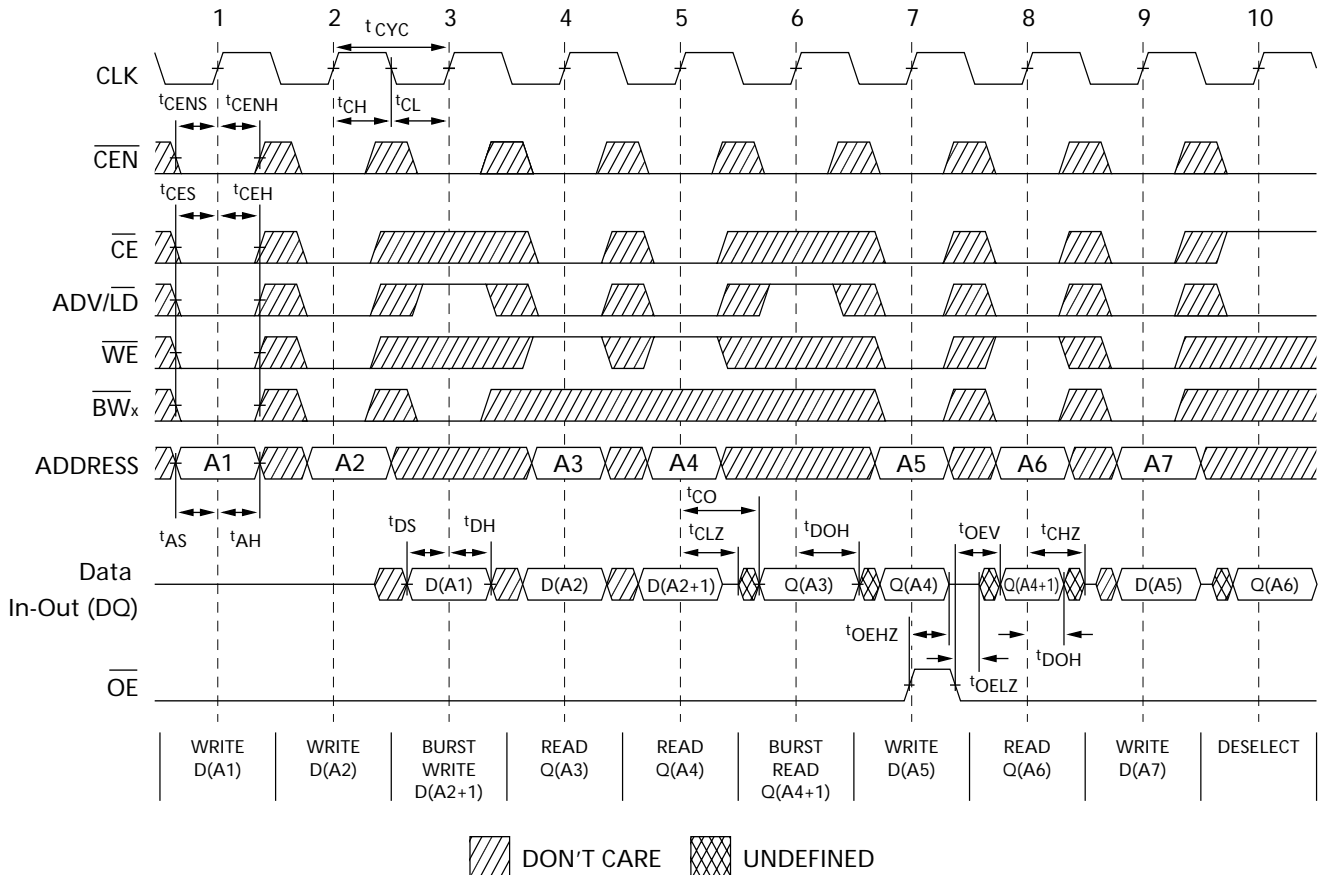 1 2 3 4 5 6 7 8 9 10
tCYC
CLK
tCENS tCENH tCH tCL
CEN
tCES tCEH
CE
ADV/LD
WE
BWx
ADDRESS A1 A2 A3 A4 A5 A6 A7
tCO
tAS tAH tDS tDH tCLZ tDOH tOEV tCHZ
Data
In-Out (DQ) D(A1) D(A2) D(A2+1) Q(A3) Q(A4) Q(A4+1) D(A5) Q(A6)
tOEHZ tDOH
tOELZ
OE
WRITE WRITE BURST READ READ BURST WRITE READ WRITE DESELECT
D(A1) D(A2) WRITE Q(A3) Q(A4) READ D(A5) Q(A6) D(A7)
D(A2+1) Q(A4+1)
DON'T CARE UNDEFINED